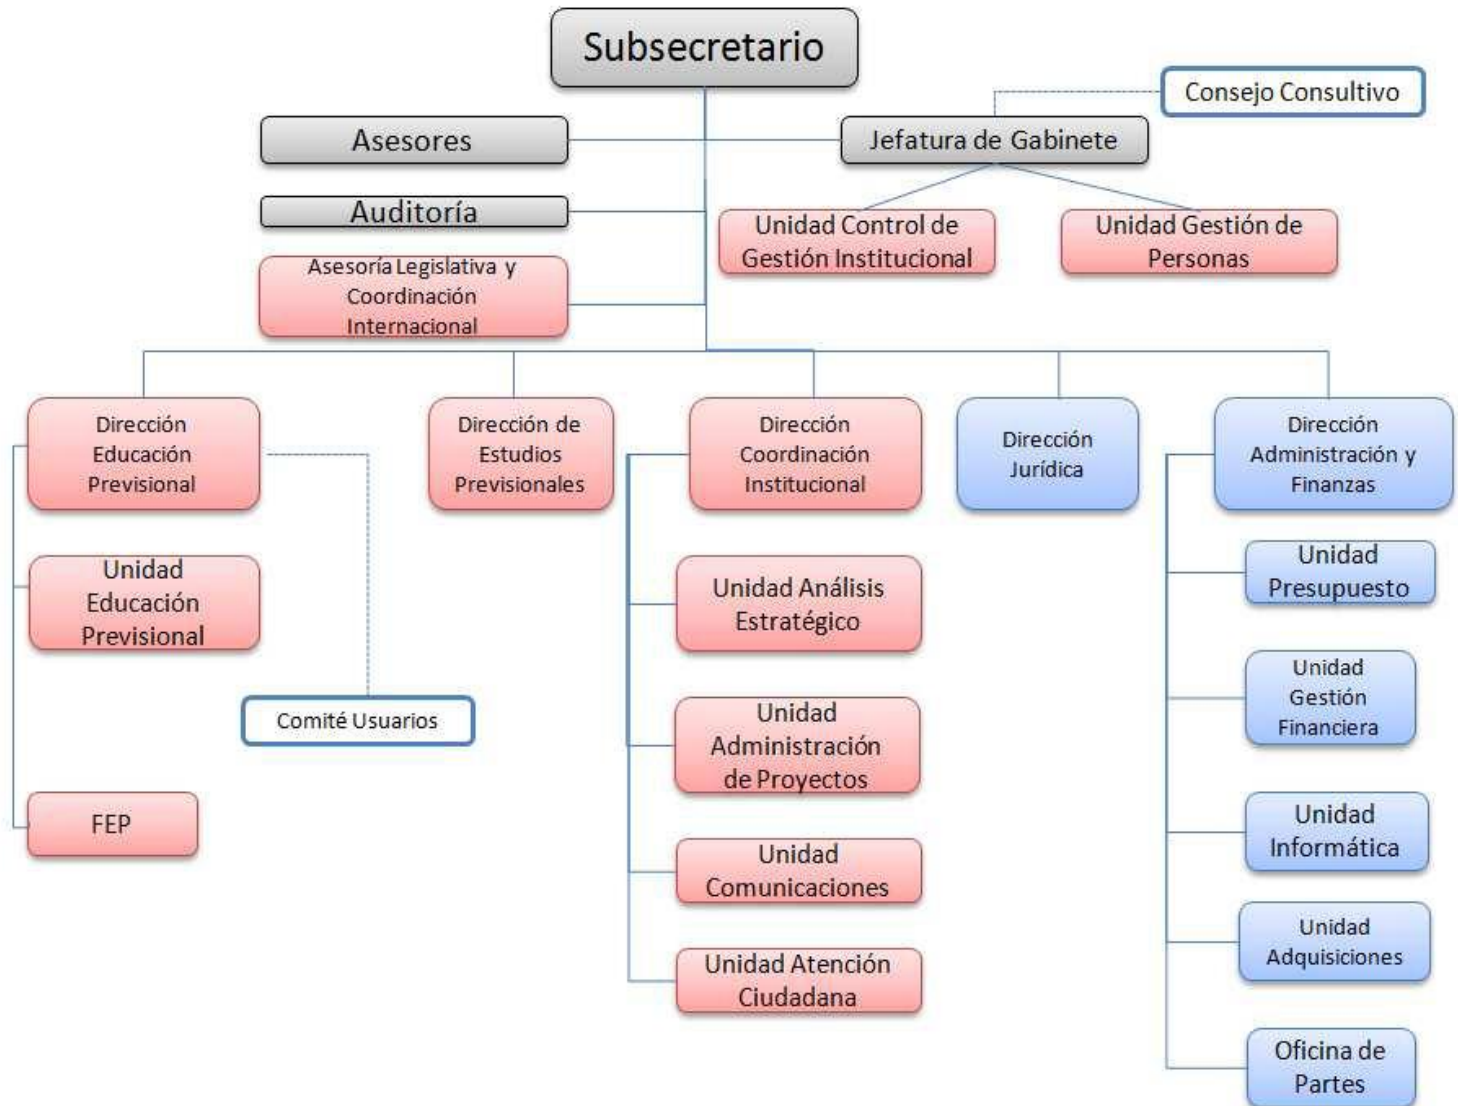 Subsecretario
Consejo Consultivo
Asesores
Jefatura de Gabinete
Auditoría
Unidad Control de
Gestión Institucional
Unidad Gestión de
Personas
Asesoría Legislativa y
Coordinación
Internacional
Dirección
Educación
Previsional
Dirección de
Estudios
Previsionales
Dirección
Coordinación
Institucional
Dirección
Jurídica
Dirección
Administración y
Finanzas
Unidad
Educación
Previsional
Comité Usuarios
FEP
Unidad Análisis
Estratégico
Unidad
Administración
de Proyectos
Unidad
Comunicaciones
Unidad Atención
Ciudadana
Unidad
Presupuesto
Unidad
Gestión
Financiera
Unidad
Informática
Unidad
Adquisiciones
Oficina de
Partes